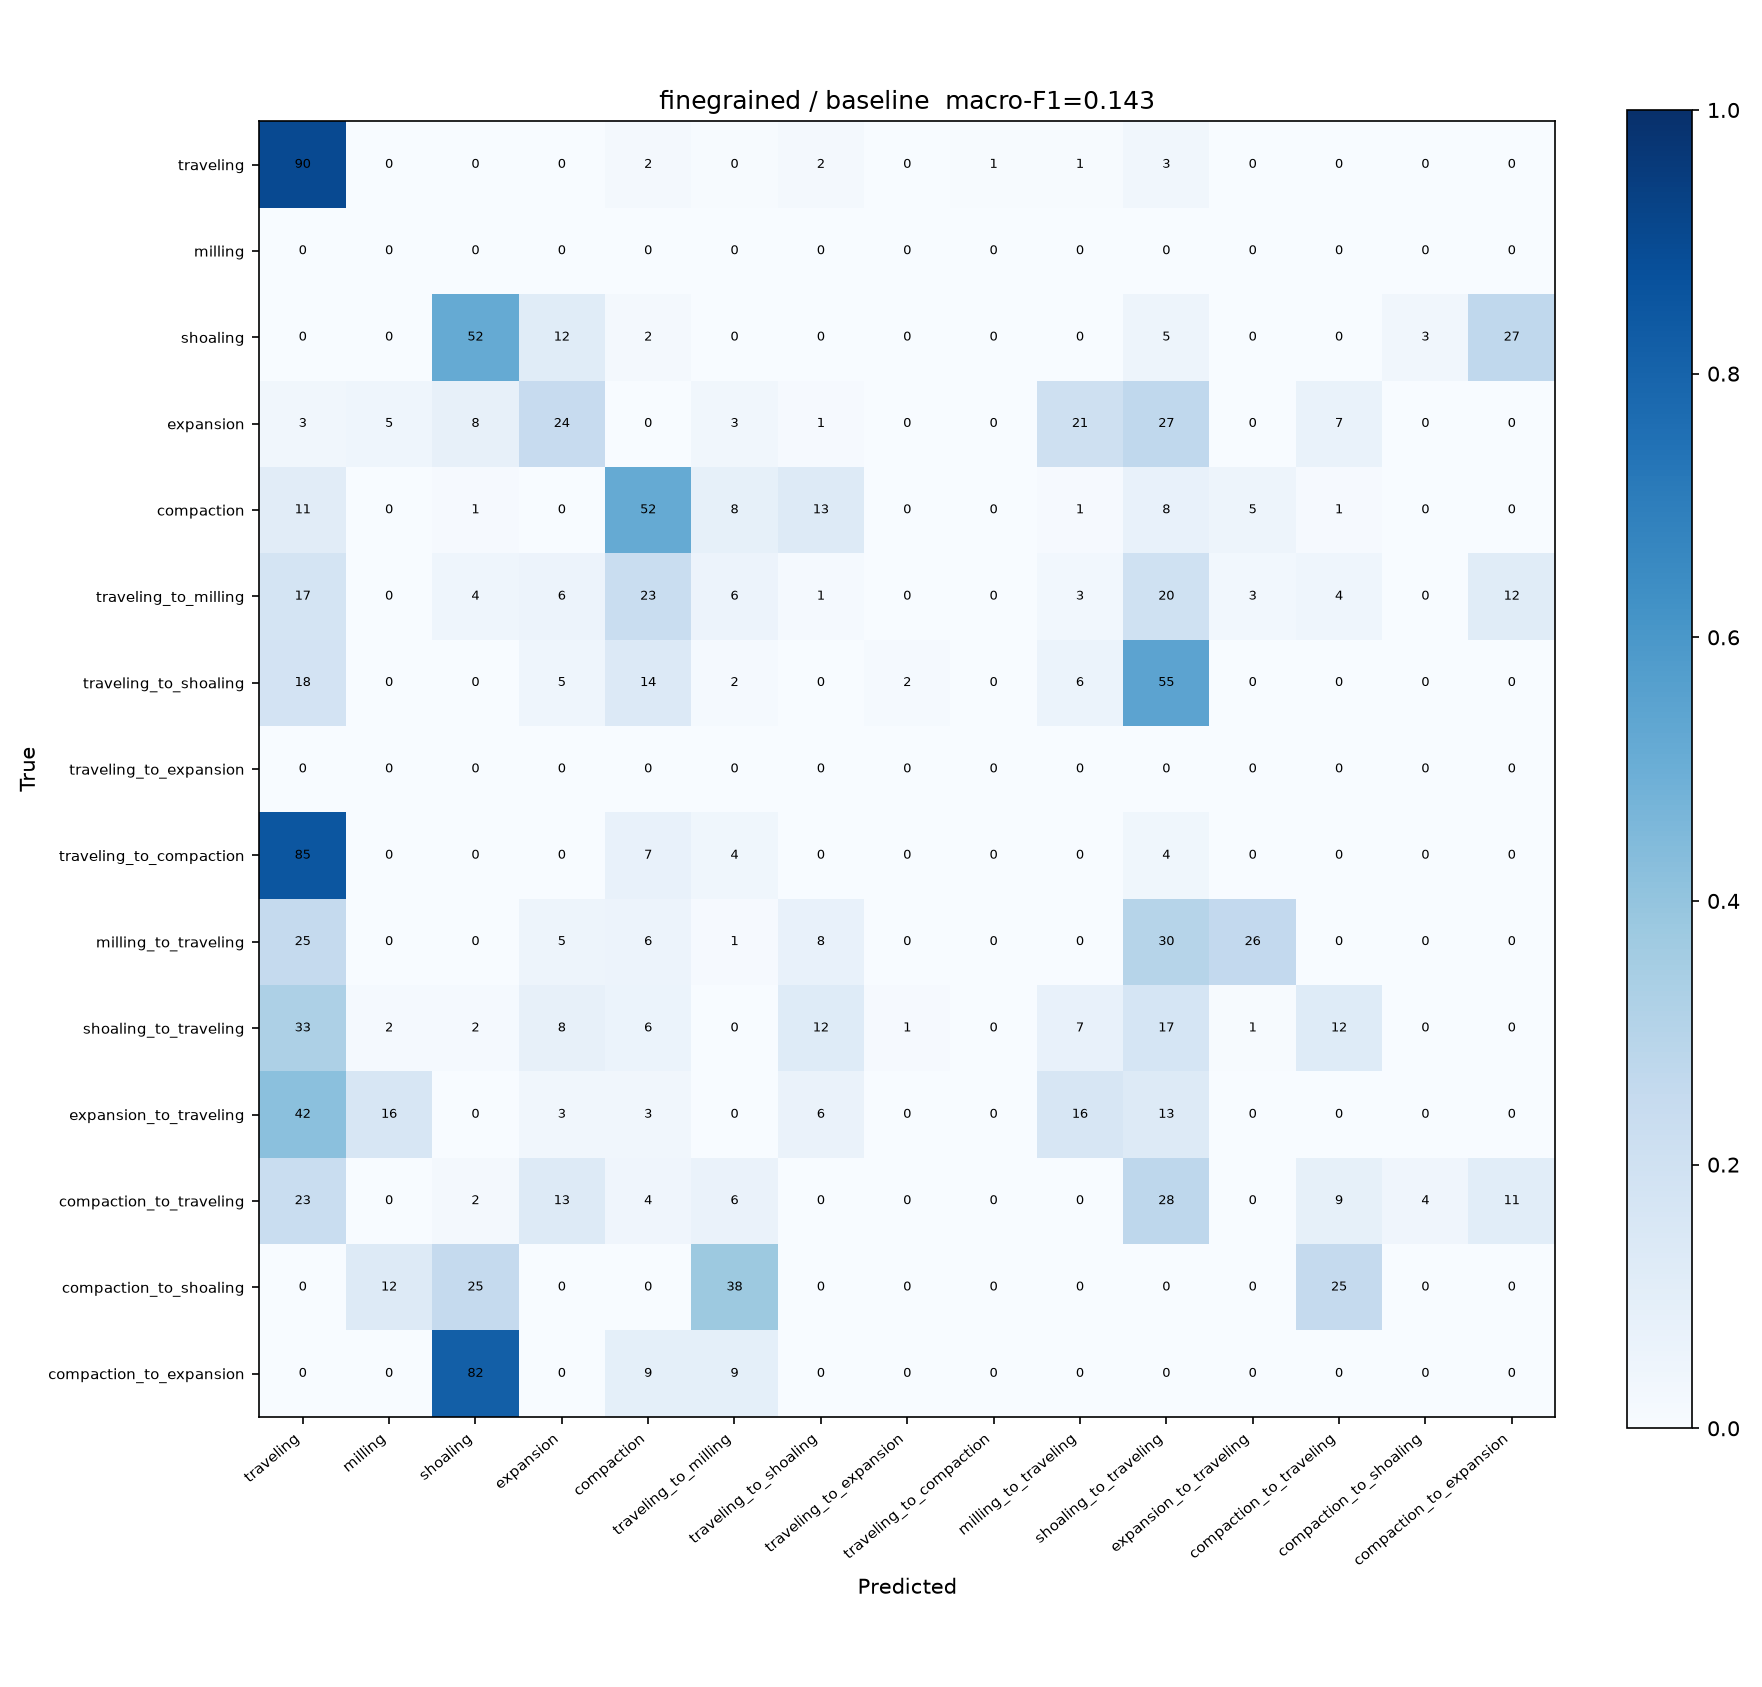 finegrained / baseline  macro-F1=0.143
traveling 90 0 0 0 2 0 2 0 1 1 3 0 0 0 0
milling 0 0 0 0 0 0 0 0 0 0 0 0 0 0 0
shoaling 0 0 52 12 2 0 0 0 0 0 5 0 0 3 27
expansion 3 5 8 24 0 3 1 0 0 21 27 0 7 0 0
compaction 11 0 1 0 52 8 13 0 0 1 8 5 1 0 0
traveling_to_milling 17 0 4 6 23 6 1 0 0 3 20 3 4 0 12
traveling_to_shoaling 18 0 0 5 14 2 0 2 0 6 55 0 0 0 0
traveling_to_expansion 0 0 0 0 0 0 0 0 0 0 0 0 0 0 0
traveling_to_compaction 85 0 0 0 7 4 0 0 0 0 4 0 0 0 0
milling_to_traveling 25 0 0 5 6 1 8 0 0 0 30 26 0 0 0
shoaling_to_traveling 33 2 2 8 6 0 12 1 0 7 17 1 12 0 0
expansion_to_traveling 42 16 0 3 3 0 6 0 0 16 13 0 0 0 0
compaction_to_traveling 23 0 2 13 4 6 0 0 0 0 28 0 9 4 11
compaction_to_shoaling 0 12 25 0 0 38 0 0 0 0 0 0 25 0 0
compaction_to_expansion 0 0 82 0 9 9 0 0 0 0 0 0 0 0 0
True
traveling
milling
shoaling
expansion
compaction
traveling_to_milling
traveling_to_shoaling
traveling_to_expansion
traveling_to_compaction
milling_to_traveling
shoaling_to_traveling
expansion_to_traveling
compaction_to_traveling
compaction_to_shoaling
compaction_to_expansion
Predicted
1.0
0.8
0.6
0.4
0.2
0.0